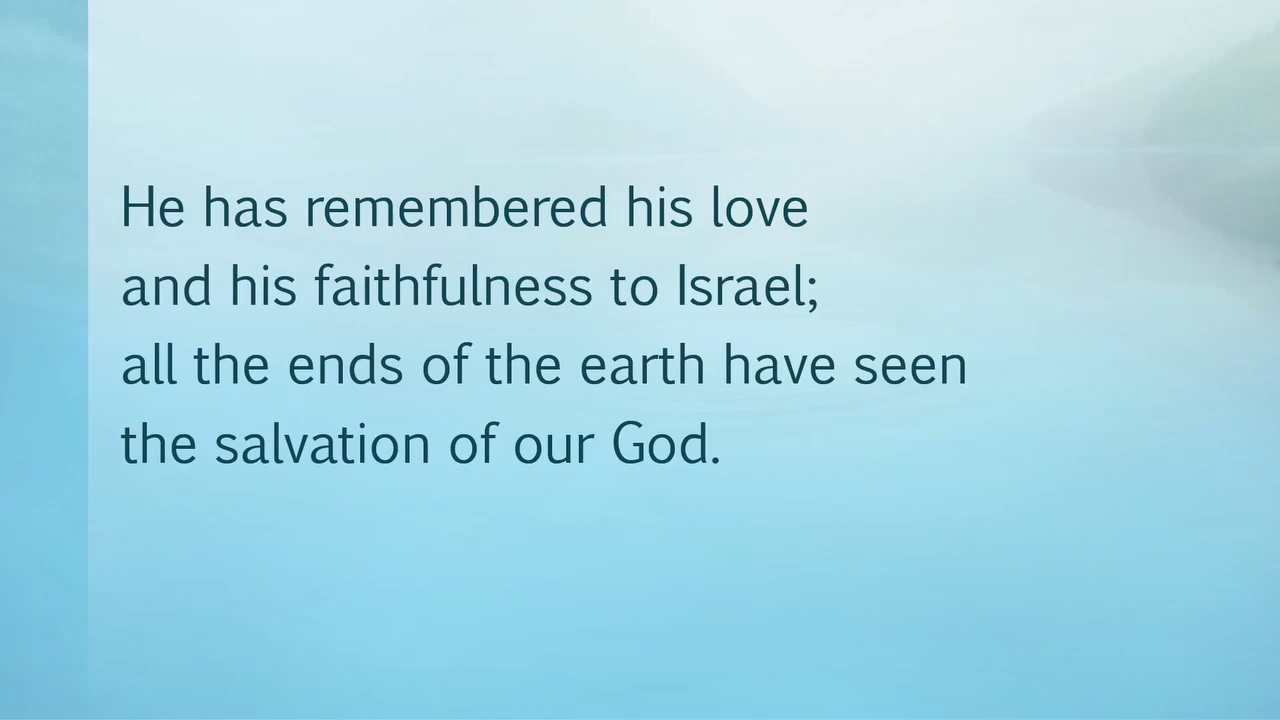 He has remembered his love
and his faithfulness to Israel;
all the ends of the earth have seen
the salvation of our God.